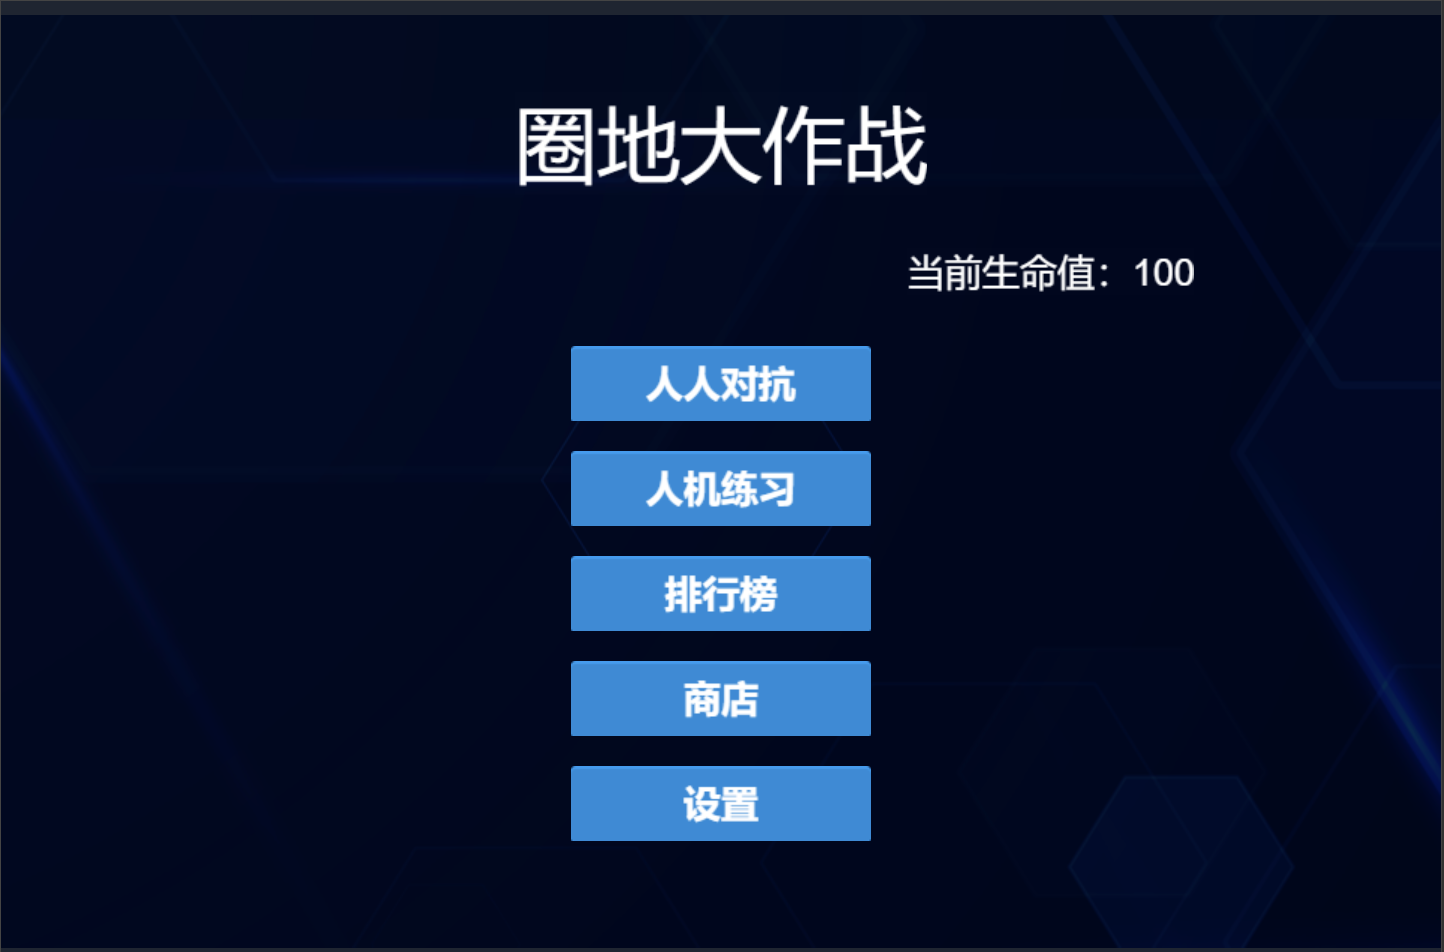 圈地大作战
当前生命值：100
人人对抗
人机练习
排行榜
商店
设置